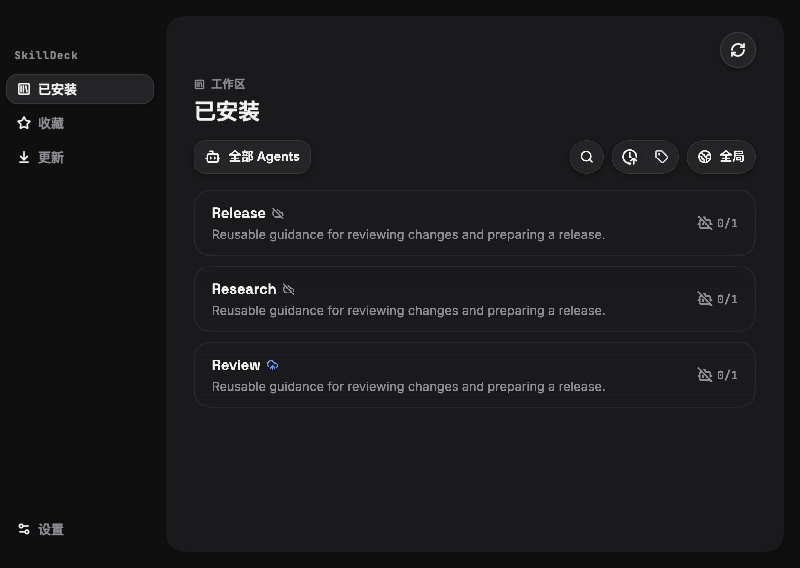 SkillDeck
已安装
收藏
更新
设置
工作区
已安装
全部 Agents
全局
Release
Reusable guidance for reviewing changes and preparing a release.
0/1
Research
Reusable guidance for reviewing changes and preparing a release.
0/1
Review
Reusable guidance for reviewing changes and preparing a release.
0/1